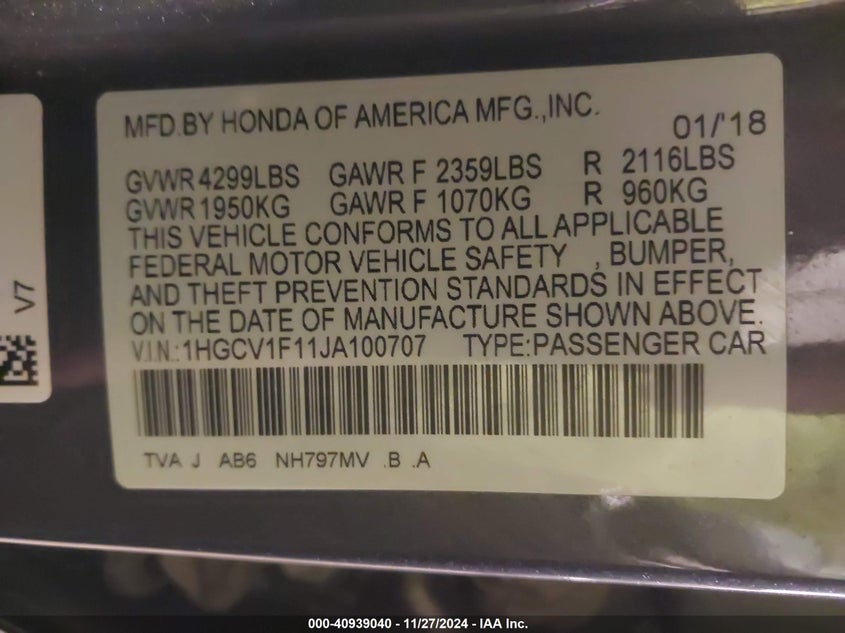 MFD.BY HONDA OF AMERICA MFG.,INC.
01/'18
GVWR 4299LBS GAWR F 2359LBS R 2116LBS
GVWR 1950KG GAWR F 1070KG R 960KG
THIS VEHICLE CONFORMS TO ALL APPLICABLE
FEDERAL MOTOR VEHICLE SAFETY , BUMPER,
AND THEFT PREVENTION STANDARDS IN EFFECT
ON THE DATE OF MANUFACTURE SHOWN ABOVE.
V.I.N.:1HGCV1F11JA100707 TYPE:PASSENGER CAR
TVA J AB6 NH797MV .B .A
V7
000-40939040 - 11/27/2024 - IAA Inc.